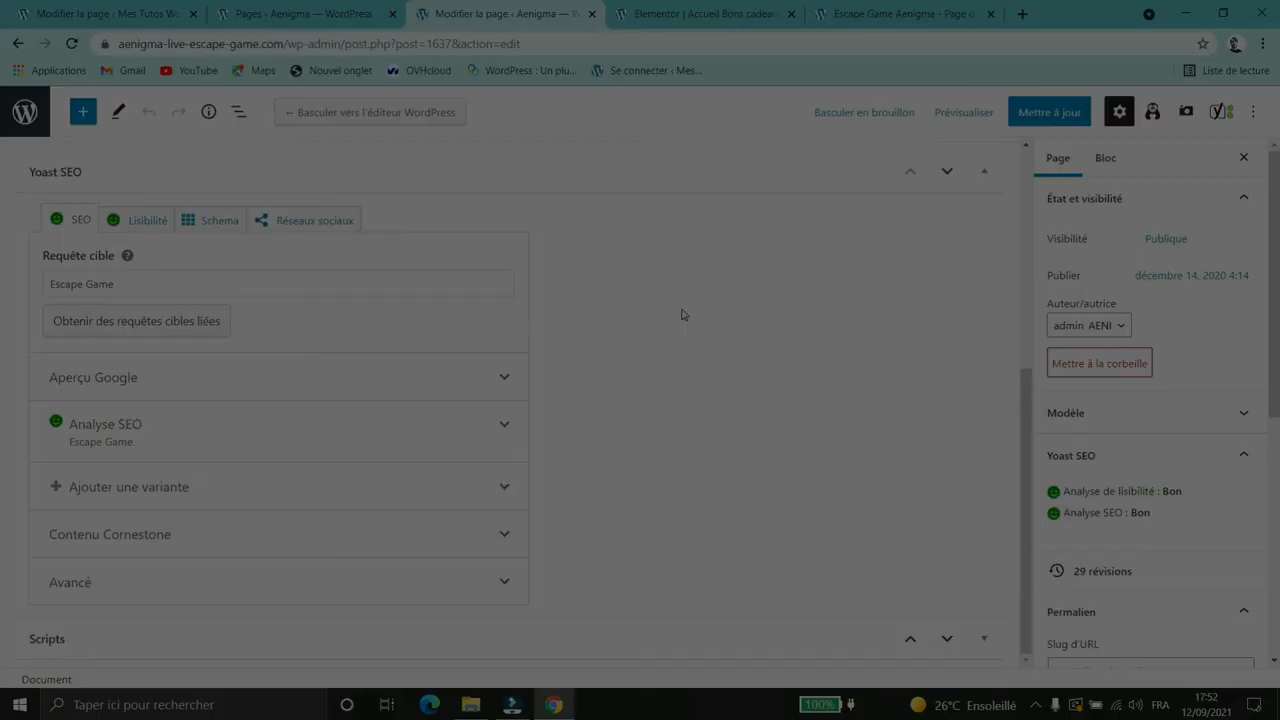 Modifier la page ‹ Mes Tutos Wo
Pages ‹ Aenigma — WordPress
Modifier la page ‹ Aenigma — W
Elementor | Accueil Bons cadeau
Escape Game Aenigma - Page d
aenigma-live-escape-game.com/wp-admin/post.php?post=1637&action=edit
Applications
Gmail
YouTube
Maps
Nouvel onglet
OVHcloud
WordPress : Un plu...
Se connecter ‹ Mes...
Liste de lecture
← Basculer vers l'éditeur WordPress
Basculer en brouillon
Prévisualiser
Mettre à jour
Yoast SEO
SEO
Lisibilité
Schema
Réseaux sociaux
Requête cible
Escape Game
Obtenir des requêtes cibles liées
Aperçu Google
Analyse SEO
Escape Game
Ajouter une variante
Contenu Cornestone
Avancé
Scripts
Document
Page
Bloc
État et visibilité
Visibilité
Publique
Publier
décembre 14, 2020 4:14
Auteur/autrice
admin AENI
Mettre à la corbeille
Modèle
Yoast SEO
Analyse de lisibilité : Bon
Analyse SEO : Bon
29 révisions
Permalien
Slug d'URL
Taper ici pour rechercher
100%
26°C Ensoleillé
FRA
17:52
12/09/2021